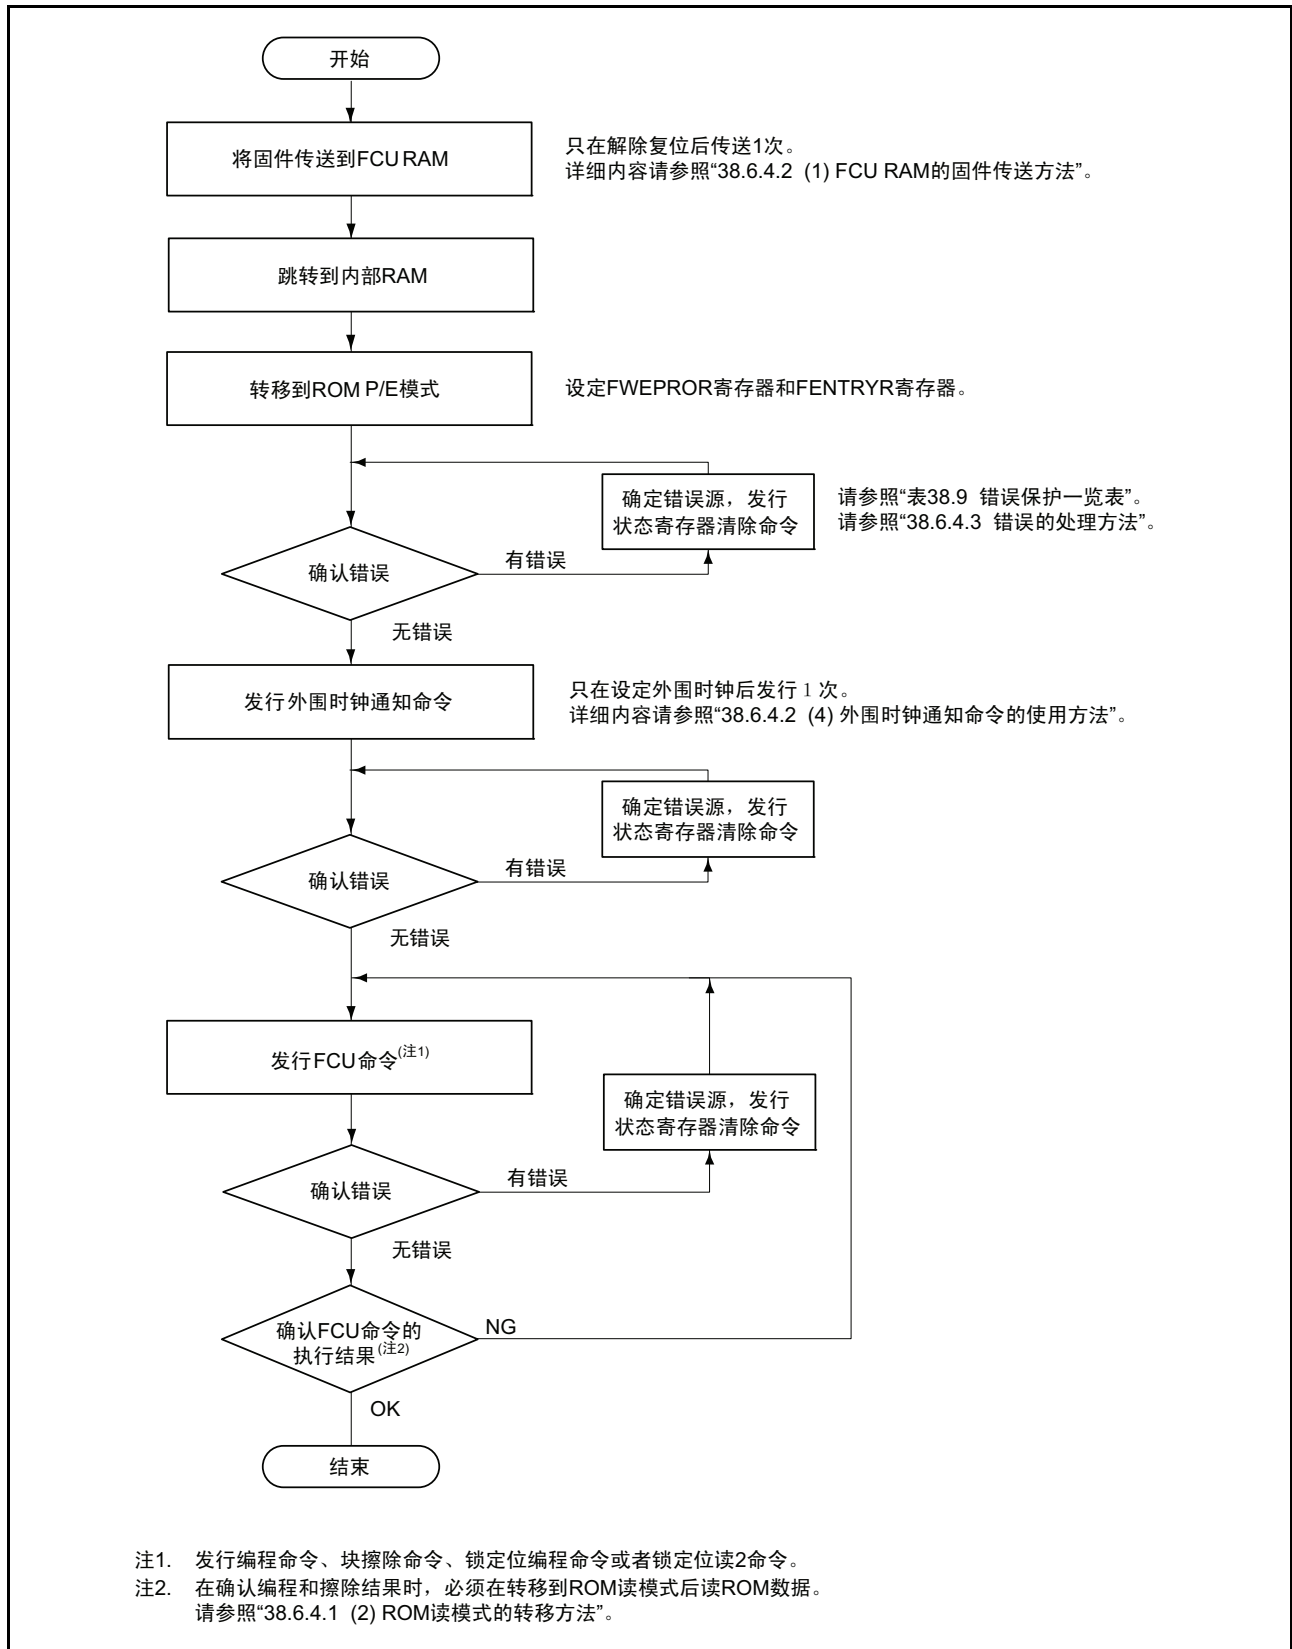 开始
将固件传送到FCU RAM
只在解除复位后传送1次。
详细内容请参照“38.6.4.2 (1) FCU RAM的固件传送方法”。
跳转到内部RAM
转移到ROM P/E模式
设定FWEPROR寄存器和FENTRYR寄存器。
确定错误源，发行
状态寄存器清除命令
请参照“表38.9 错误保护一览表”。
请参照“38.6.4.3 错误的处理方法”。
确认错误
有错误
无错误
发行外围时钟通知命令
只在设定外围时钟后发行 1 次。
详细内容请参照“38.6.4.2 (4) 外围时钟通知命令的使用方法”。
确定错误源，发行
状态寄存器清除命令
确认错误
有错误
无错误
发行FCU命令(注1)
确定错误源，发行
状态寄存器清除命令
确认错误
有错误
无错误
确认FCU命令的
执行结果(注2)
NG
OK
结束
注1. 发行编程命令、块擦除命令、锁定位编程命令或者锁定位读2命令。
注2. 在确认编程和擦除结果时，必须在转移到ROM读模式后读ROM数据。
请参照“38.6.4.1 (2) ROM读模式的转移方法”。